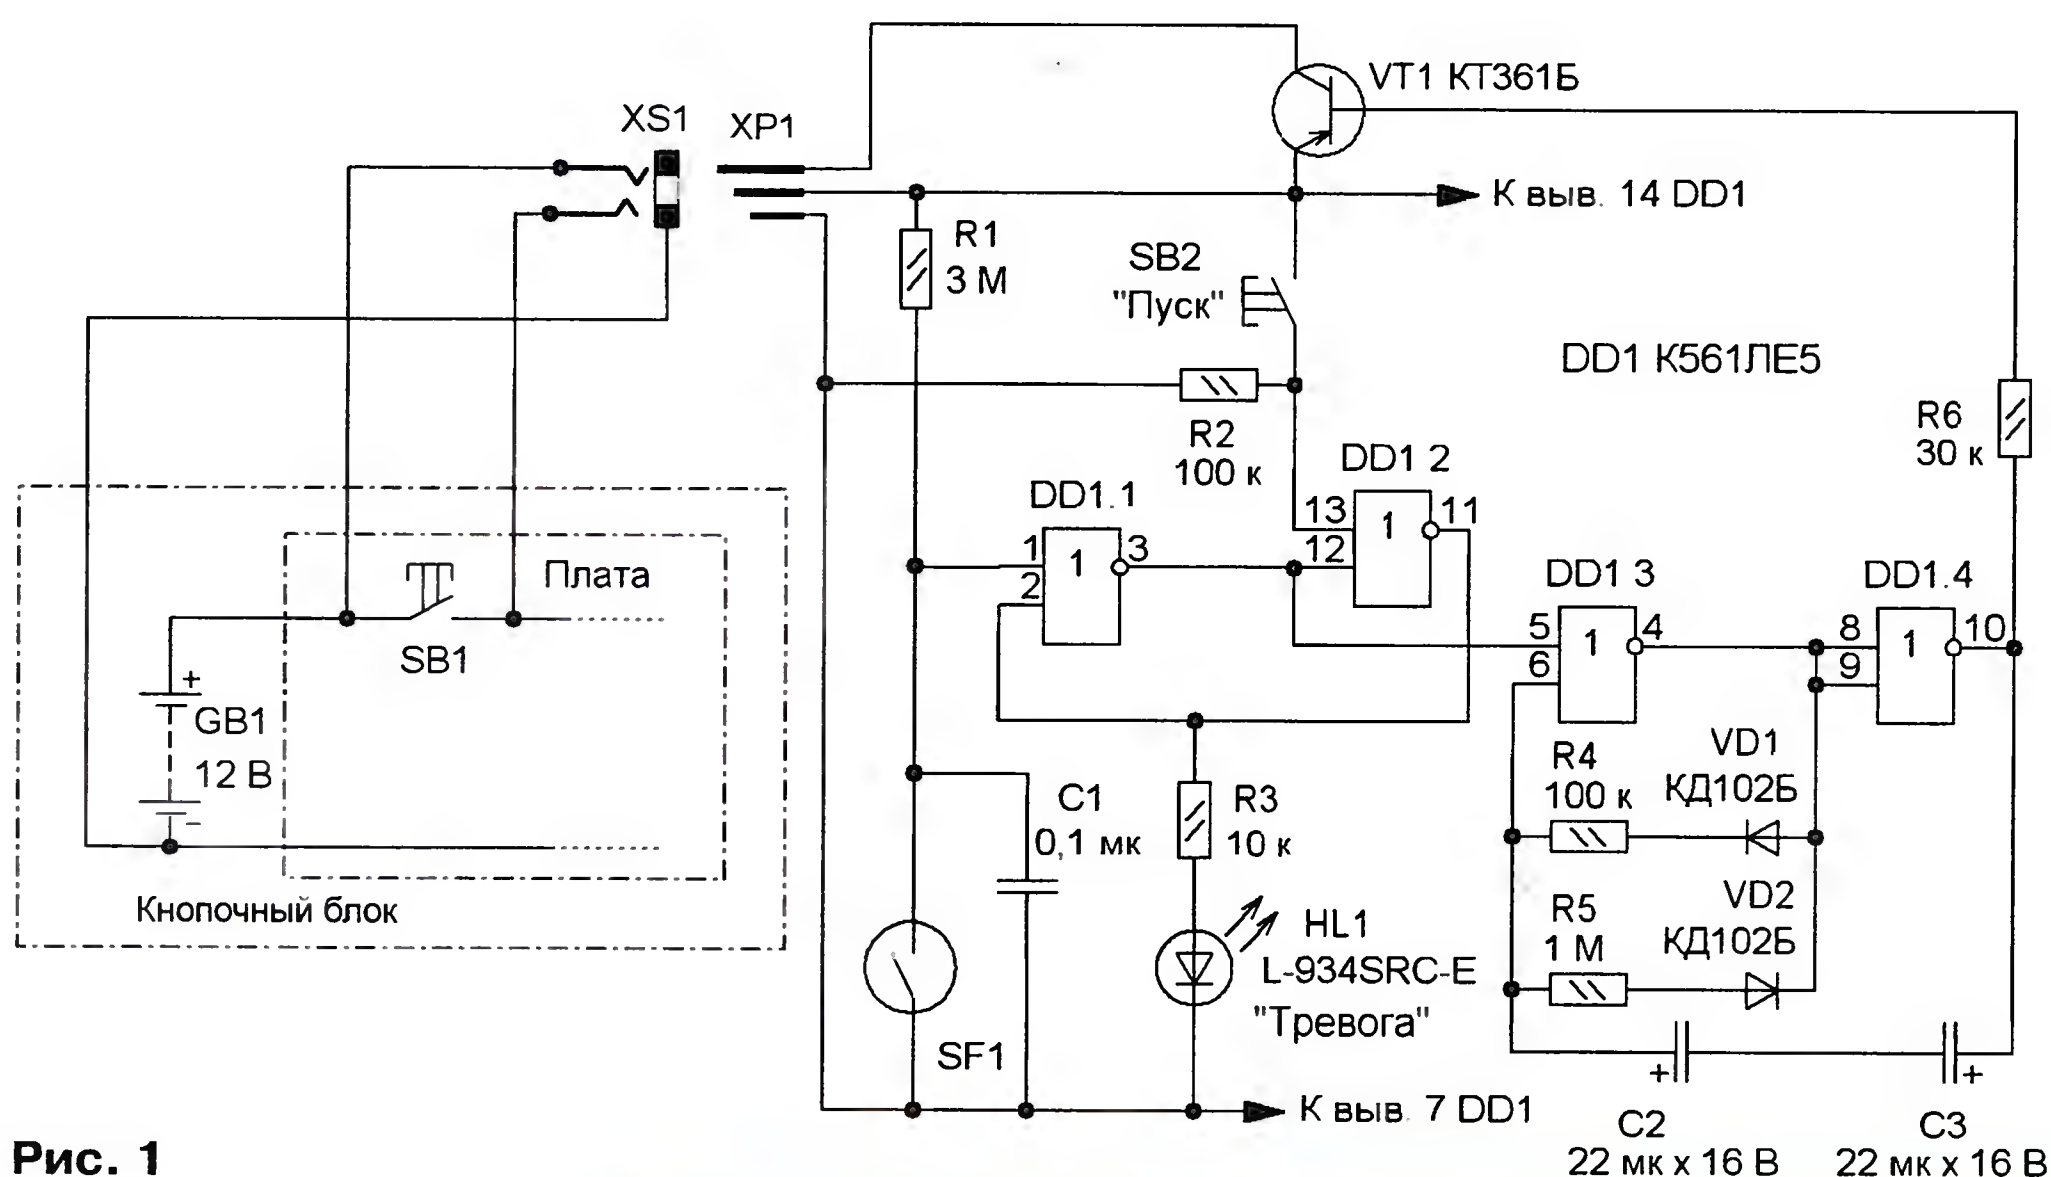 VT1 КТ361Б
XS1
XP1
К выв. 14 DD1
R1
3 М
SB2
"Пуск"
DD1 К561ЛЕ5
R2
100 к
R6
30 к
DD1.1
DD1 2
13
11
12
1
1
2
1
3
Плата
SB1
DD1 3
DD1.4
5
6
1
4
8
9
1
10
+
GB1
12 В
-
C1
0,1 мк
R3
10 к
R4
100 к
VD1
КД102Б
R5
1 М
VD2
КД102Б
Кнопочный блок
HL1
L-934SRC-E
"Тревога"
SF1
+
+
К выв. 7 DD1
C2
22 мк х 16 В
C3
22 мк х 16 В
Рис. 1